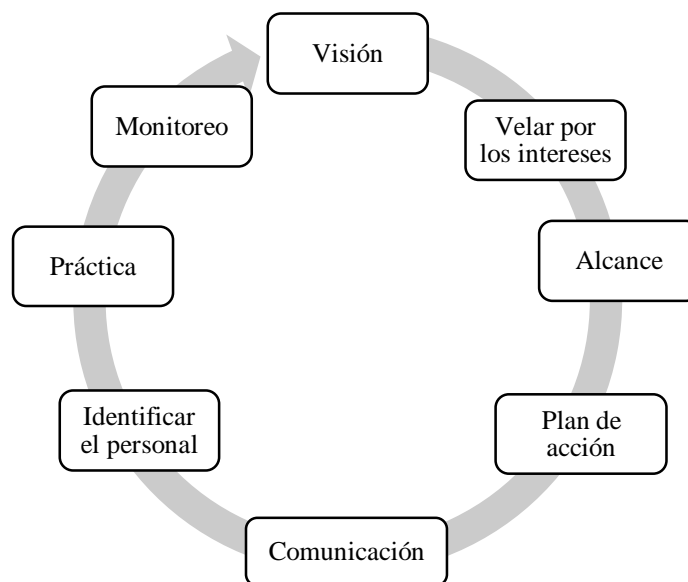 Visión
Velar por
los intereses
Alcance
Plan de
acción
Comunicación
Identificar
el personal
Práctica
Monitoreo